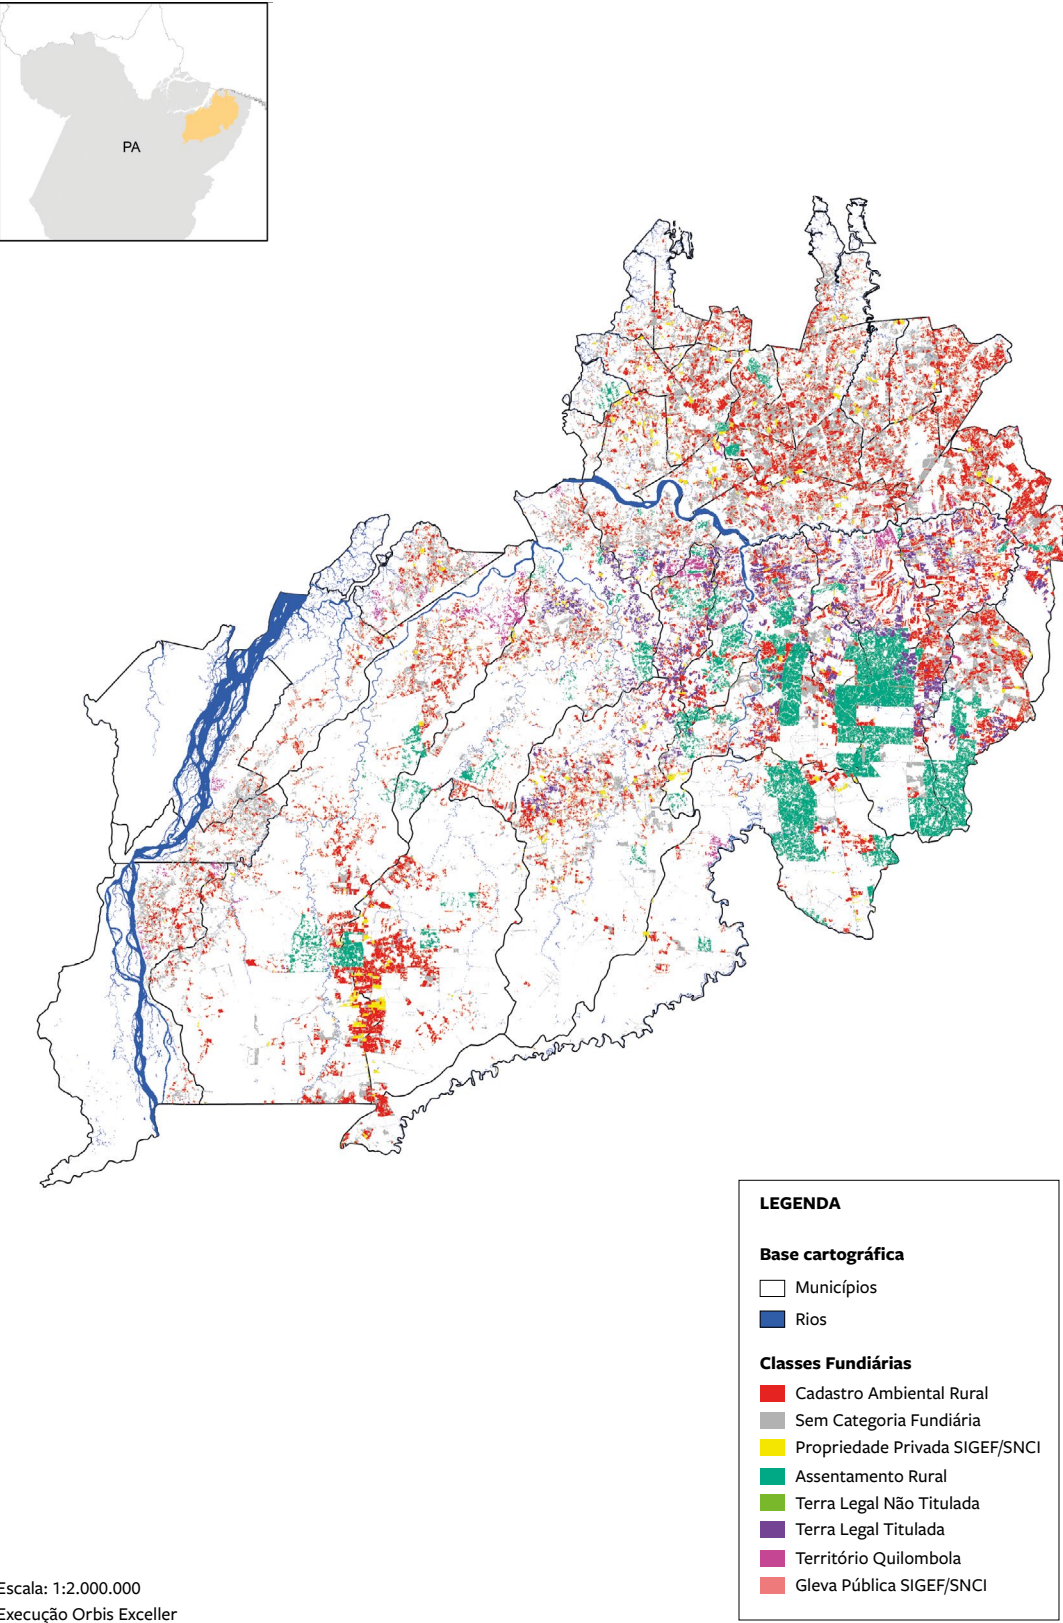 PA
LEGENDA
Base cartográfica
Municípios
Rios
Classes Fundiárias
Cadastro Ambiental Rural
Sem Categoria Fundiária
Propriedade Privada SIGEF/SNCI
Assentamento Rural
Terra Legal Não Titulada
Terra Legal Titulada
Território Quilombola
Gleva Pública SIGEF/SNCI
Escala: 1:2.000.000
Execução Orbis Exceller